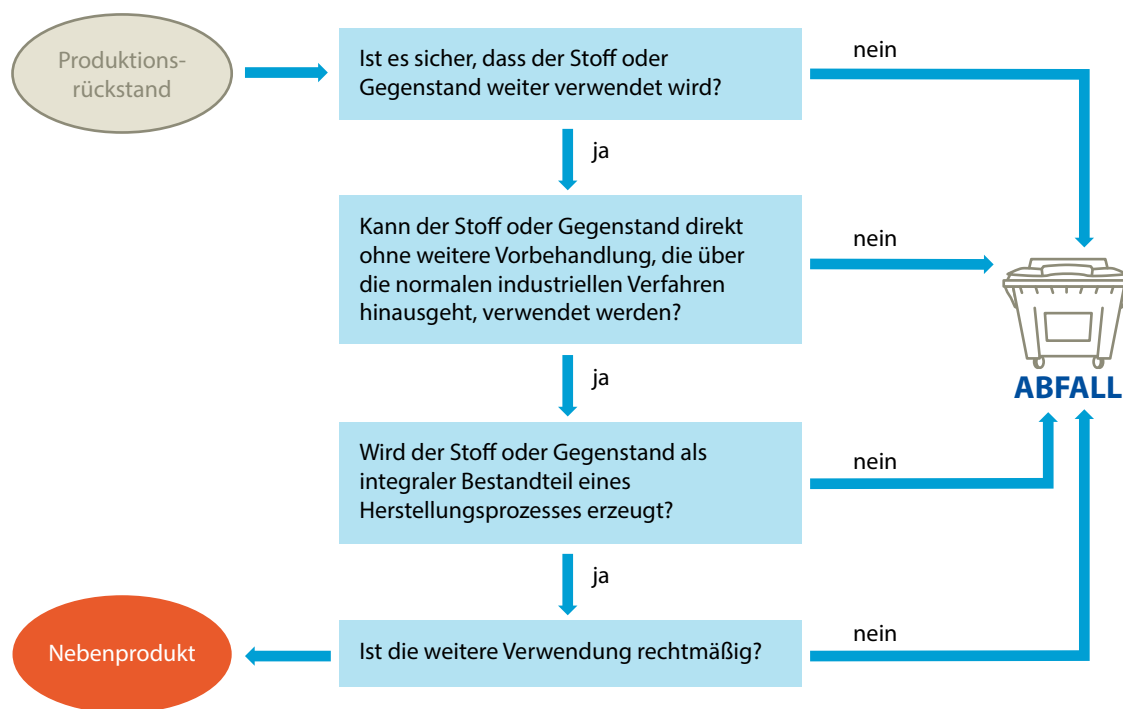 Produktions-
rückstand
Ist es sicher, dass der Stoff oder
Gegenstand weiter verwendet wird?
nein
ja
Kann der Stoff oder Gegenstand direkt
ohne weitere Vorbehandlung, die über
die normalen industriellen Verfahren
hinausgeht, verwendet werden?
nein
ABFALL
ja
Wird der Stoff oder Gegenstand als
integraler Bestandteil eines
Herstellungsprozesses erzeugt?
nein
ja
Ist die weitere Verwendung rechtmäßig?
nein
Nebenprodukt